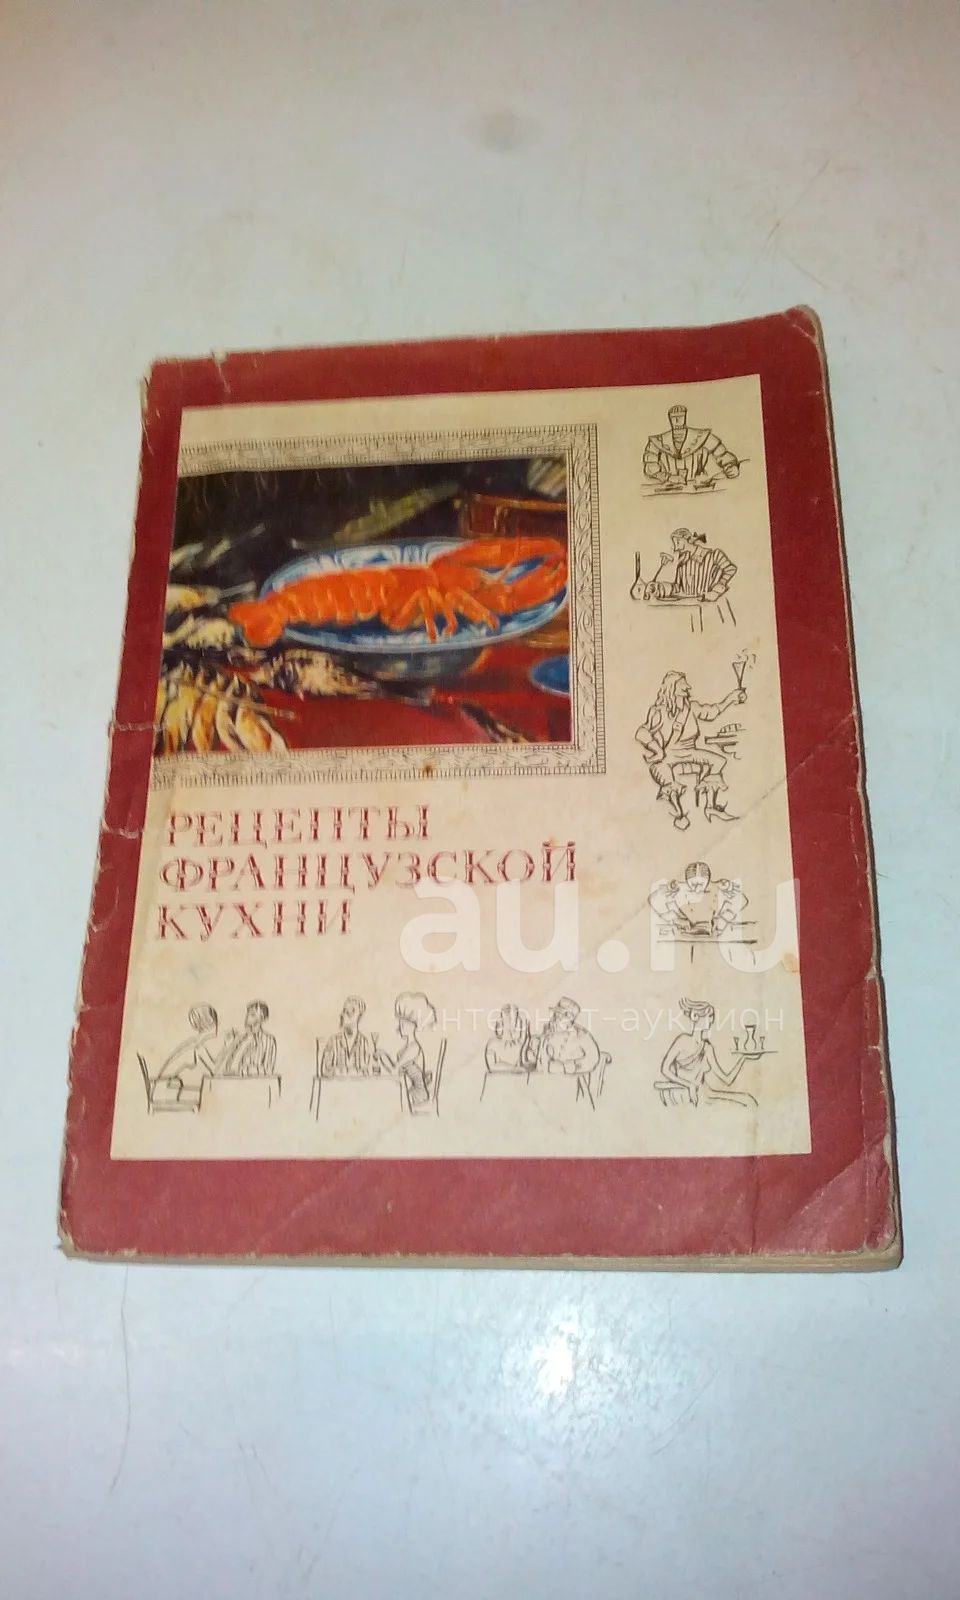 РЕЦЕПТЫ
ФРАНЦУЗСКОЙ
КУХНИ
au.ru
интернет-аукцион